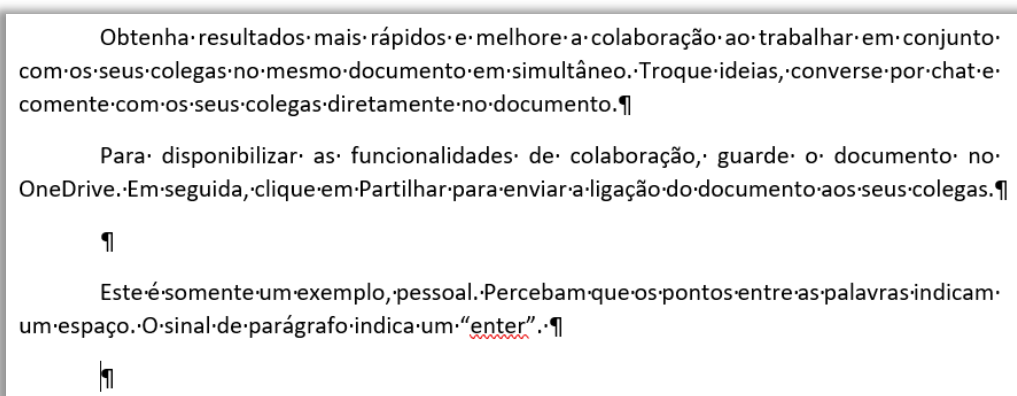 Obtenha·resultados·mais·rápidos·e·melhore·a·colaboração·ao·trabalhar·em·conjunto·
com·os·seus·colegas·no·mesmo·documento·em·simultâneo.·Troque·ideias,·converse·por·chat·e·
comente·com·os·seus·colegas·diretamente·no·documento.¶
Para·disponibilizar·as·funcionalidades·de·colaboração,·guarde·o·documento·no·
OneDrive.·Em·seguida,·clique·em·Partilhar·para·enviar·a·ligação·do·documento·aos·seus·colegas.¶
¶
Este·é·somente·um·exemplo,·pessoal.·Percebam·que·os·pontos·entre·as·palavras·indicam·
um·espaço.·O·sinal·de·parágrafo·indica·um·“enter”.·¶
¶